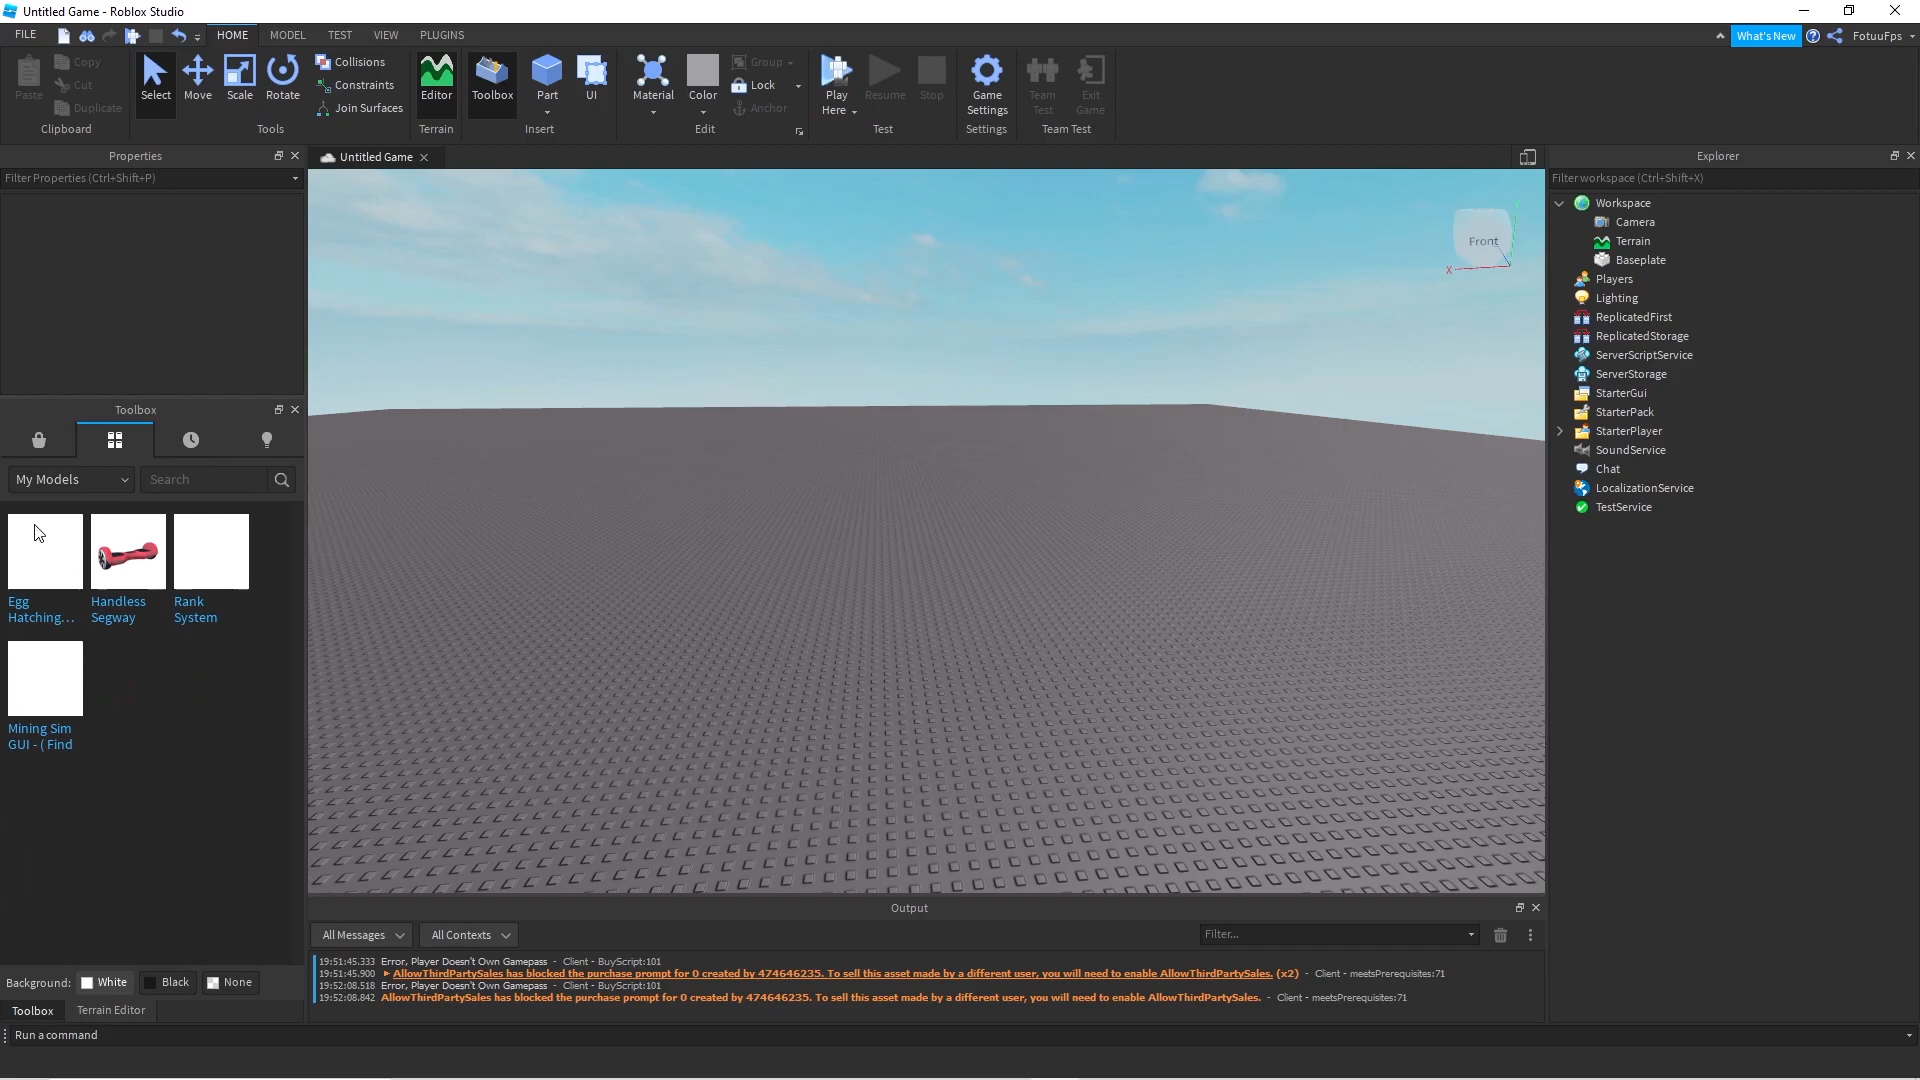 Untitled Game - Roblox Studio
FILE HOME MODEL TEST VIEW PLUGINS What's New FotuuFps
Paste Copy Cut Duplicate
Select Move Scale Rotate
Collisions
Constraints
Join Surfaces
Editor Toolbox Part UI
Material Color Group Lock Anchor
Play Here Resume Stop
Game Settings
Team Test
Exit Game
Clipboard Tools Terrain Insert Edit Test Settings Team Test
Properties
Filter Properties (Ctrl+Shift+P)
Toolbox
My Models Search
Egg Hatching...
Handless Segway
Rank System
Mining Sim GUI - ( Find
Background: White Black None
Toolbox Terrain Editor
Run a command
Untitled Game
Front
X
Output
All Messages All Contexts Filter...
19:51:45.333 Error, Player Doesn't Own Gamepass - Client - BuyScript:101
19:51:45.900 AllowThirdPartySales has blocked the purchase prompt for 0 created by 474646235. To sell this asset made by a different user, you will need to enable AllowThirdPartySales. (x2) - Client - meetsPrerequisites:71
19:52:08.518 Error, Player Doesn't Own Gamepass - Client - BuyScript:101
19:52:08.842 AllowThirdPartySales has blocked the purchase prompt for 0 created by 474646235. To sell this asset made by a different user, you will need to enable AllowThirdPartySales. - Client - meetsPrerequisites:71
Explorer
Filter workspace (Ctrl+Shift+X)
Workspace
Camera
Terrain
Baseplate
Players
Lighting
ReplicatedFirst
ReplicatedStorage
ServerScriptService
ServerStorage
StarterGui
StarterPack
StarterPlayer
SoundService
Chat
LocalizationService
TestService